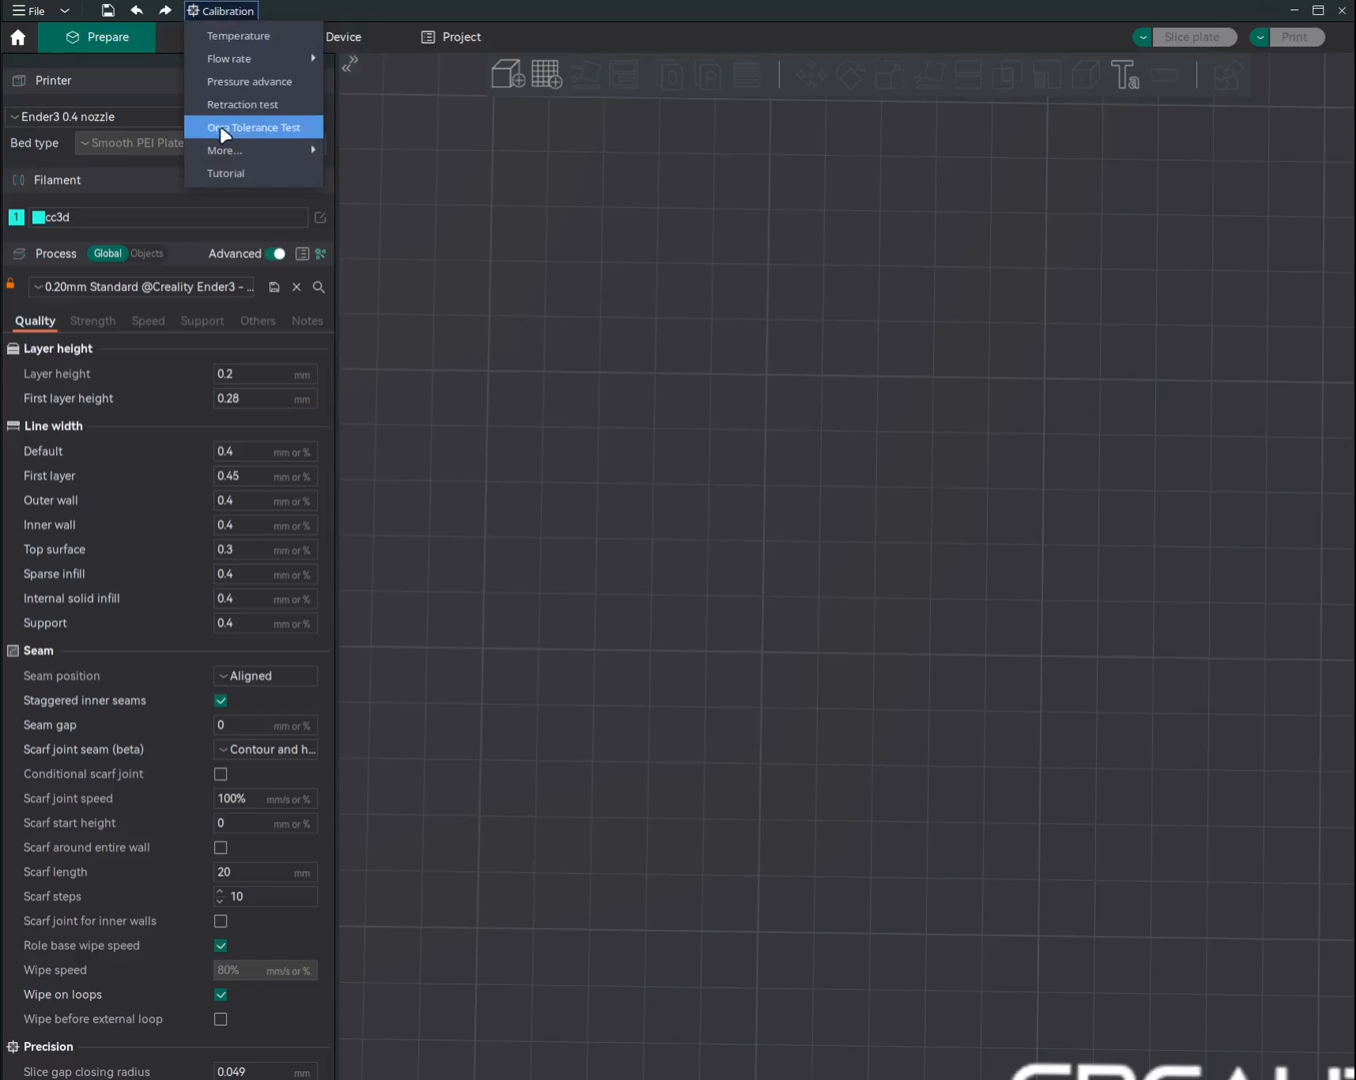 File
Calibration
Temperature
Flow rate
Pressure advance
Retraction test
Tolerance Test
More...
Tutorial
Prepare
Device
Project
Slice plate
Print
Printer
Ender3 0.4 nozzle
Bed type
Smooth PEI Plate
Filament
1
cc3d
Process
Global
Objects
Advanced
0.20mm Standard @Creality Ender3 - ...
Quality
Strength
Speed
Support
Others
Notes
Layer height
Layer height 0.2 mm
First layer height 0.28 mm
Line width
Default 0.4 mm or %
First layer 0.45 mm or %
Outer wall 0.4 mm or %
Inner wall 0.4 mm or %
Top surface 0.3 mm or %
Sparse infill 0.4 mm or %
Internal solid infill 0.4 mm or %
Support 0.4 mm or %
Seam
Seam position Aligned
Staggered inner seams
Seam gap 0 mm or %
Scarf joint seam (beta) Contour and h...
Conditional scarf joint
Scarf joint speed 100% mm/s or %
Scarf start height 0 mm or %
Scarf around entire wall
Scarf length 20 mm
Scarf steps 10
Scarf joint for inner walls
Role base wipe speed
Wipe speed 80% mm/s or %
Wipe on loops
Wipe before external loop
Precision
Slice gap closing radius 0.049 mm